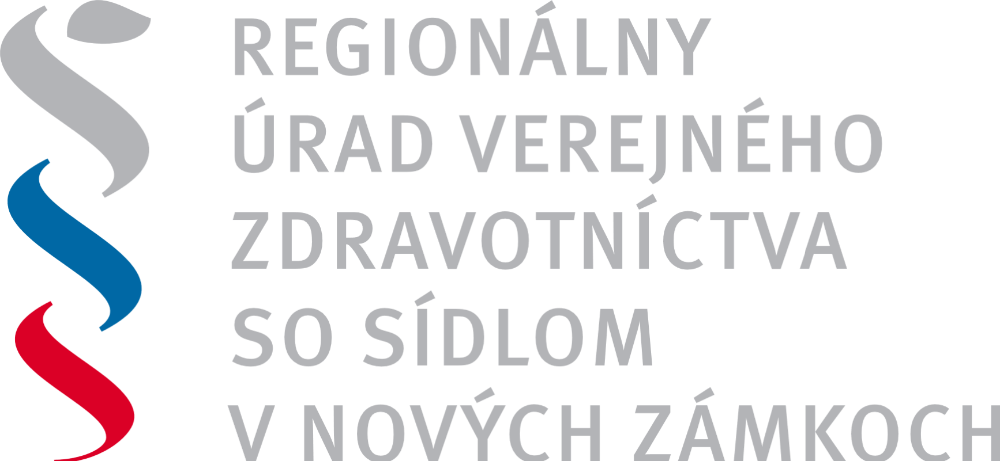 REGIONÁLNY
ÚRAD VEREJNÉHO
ZDRAVOTNÍCTVA
SO SÍDLOM
V NOVÝCH ZÁMKOCH